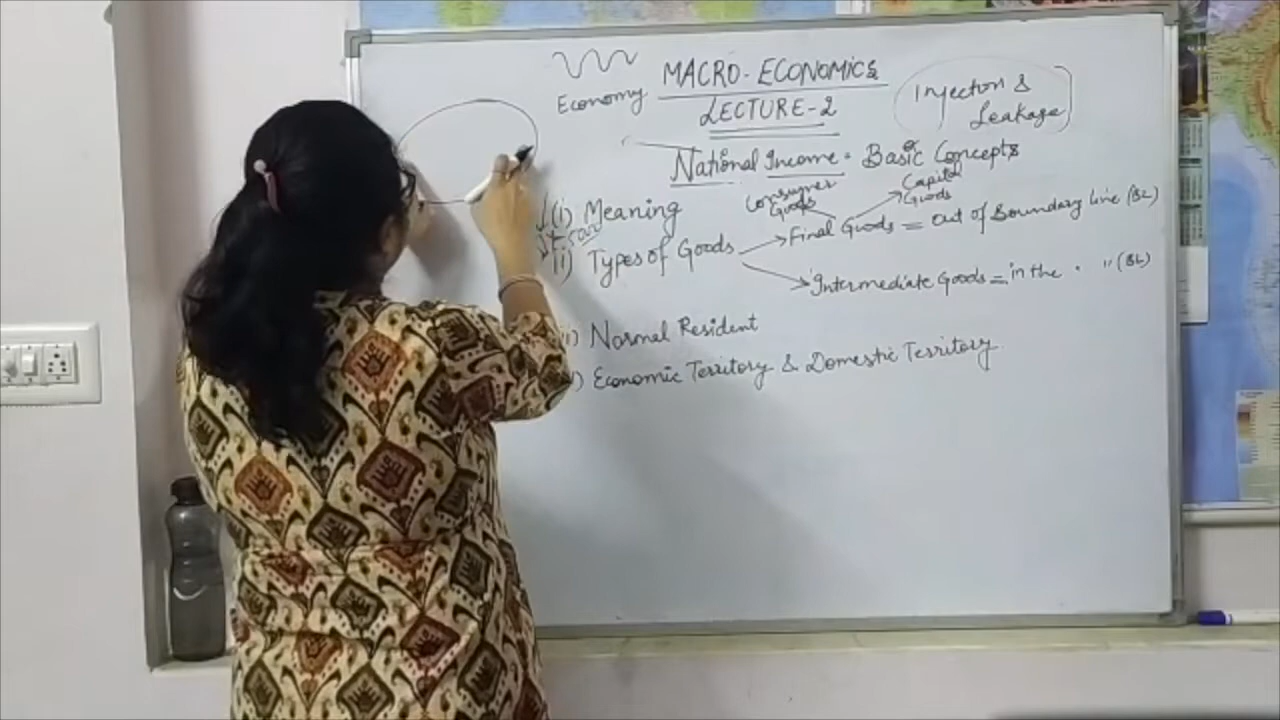 MACRO-ECONOMICS
Economy
LECTURE-2
Injection &
Leakage
National Income = Basic Concepts
Consumer
Goods
Capital
Goods
(i) Meaning
ii) Types of Goods
Final Goods = Out of Boundary line (BL)
Intermediate Goods = in the " " (BL)
ii) Normal Resident
) Economic Territory & Domestic Territory